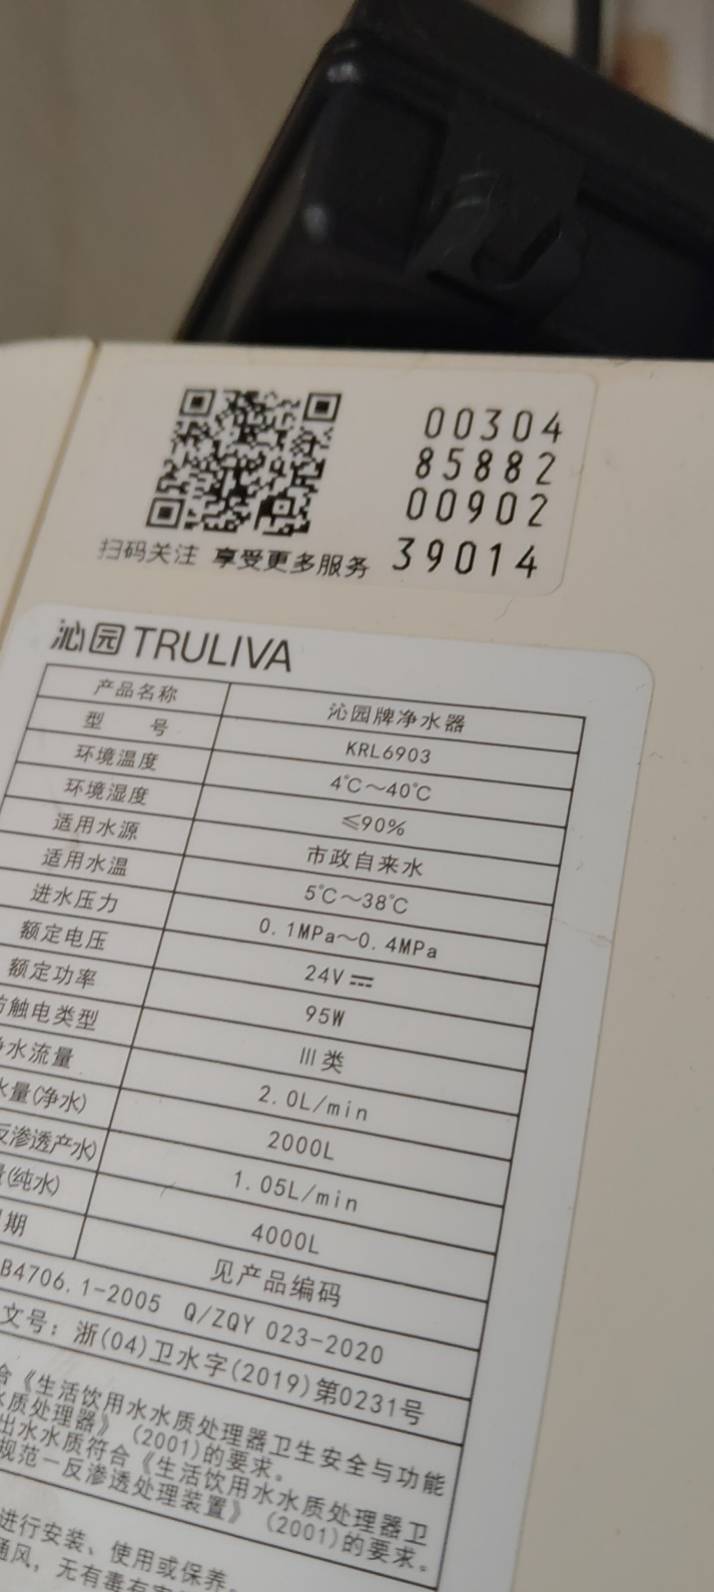 00304
85882
00902
39014
扫码关注 享受更多服务
沁园 TRULIVA
产品名称 沁园牌净水器
型 号 KRL6903
环境温度 4℃～40℃
环境湿度 ≤90%
适用水源 市政自来水
适用水温 5℃～38℃
进水压力 0.1MPa～0.4MPa
额定电压 24V⎓
额定功率 95W
触电类型 III类
水流量 2.0L/min
水量(净水) 2000L
反渗透产水) 1.05L/min
(纯水) 4000L
期 见产品编码
B4706.1-2005 Q/ZQY 023-2020
文号：浙(04)卫水字(2019)第0231号
合《生活饮用水水质处理器卫生安全与功能
水质处理器》(2001)的要求。
出水水质符合《生活饮用水水质处理器卫
规范一反渗透处理装置》(2001)的要求。
进行安装、使用或保养。
通风，无有毒有